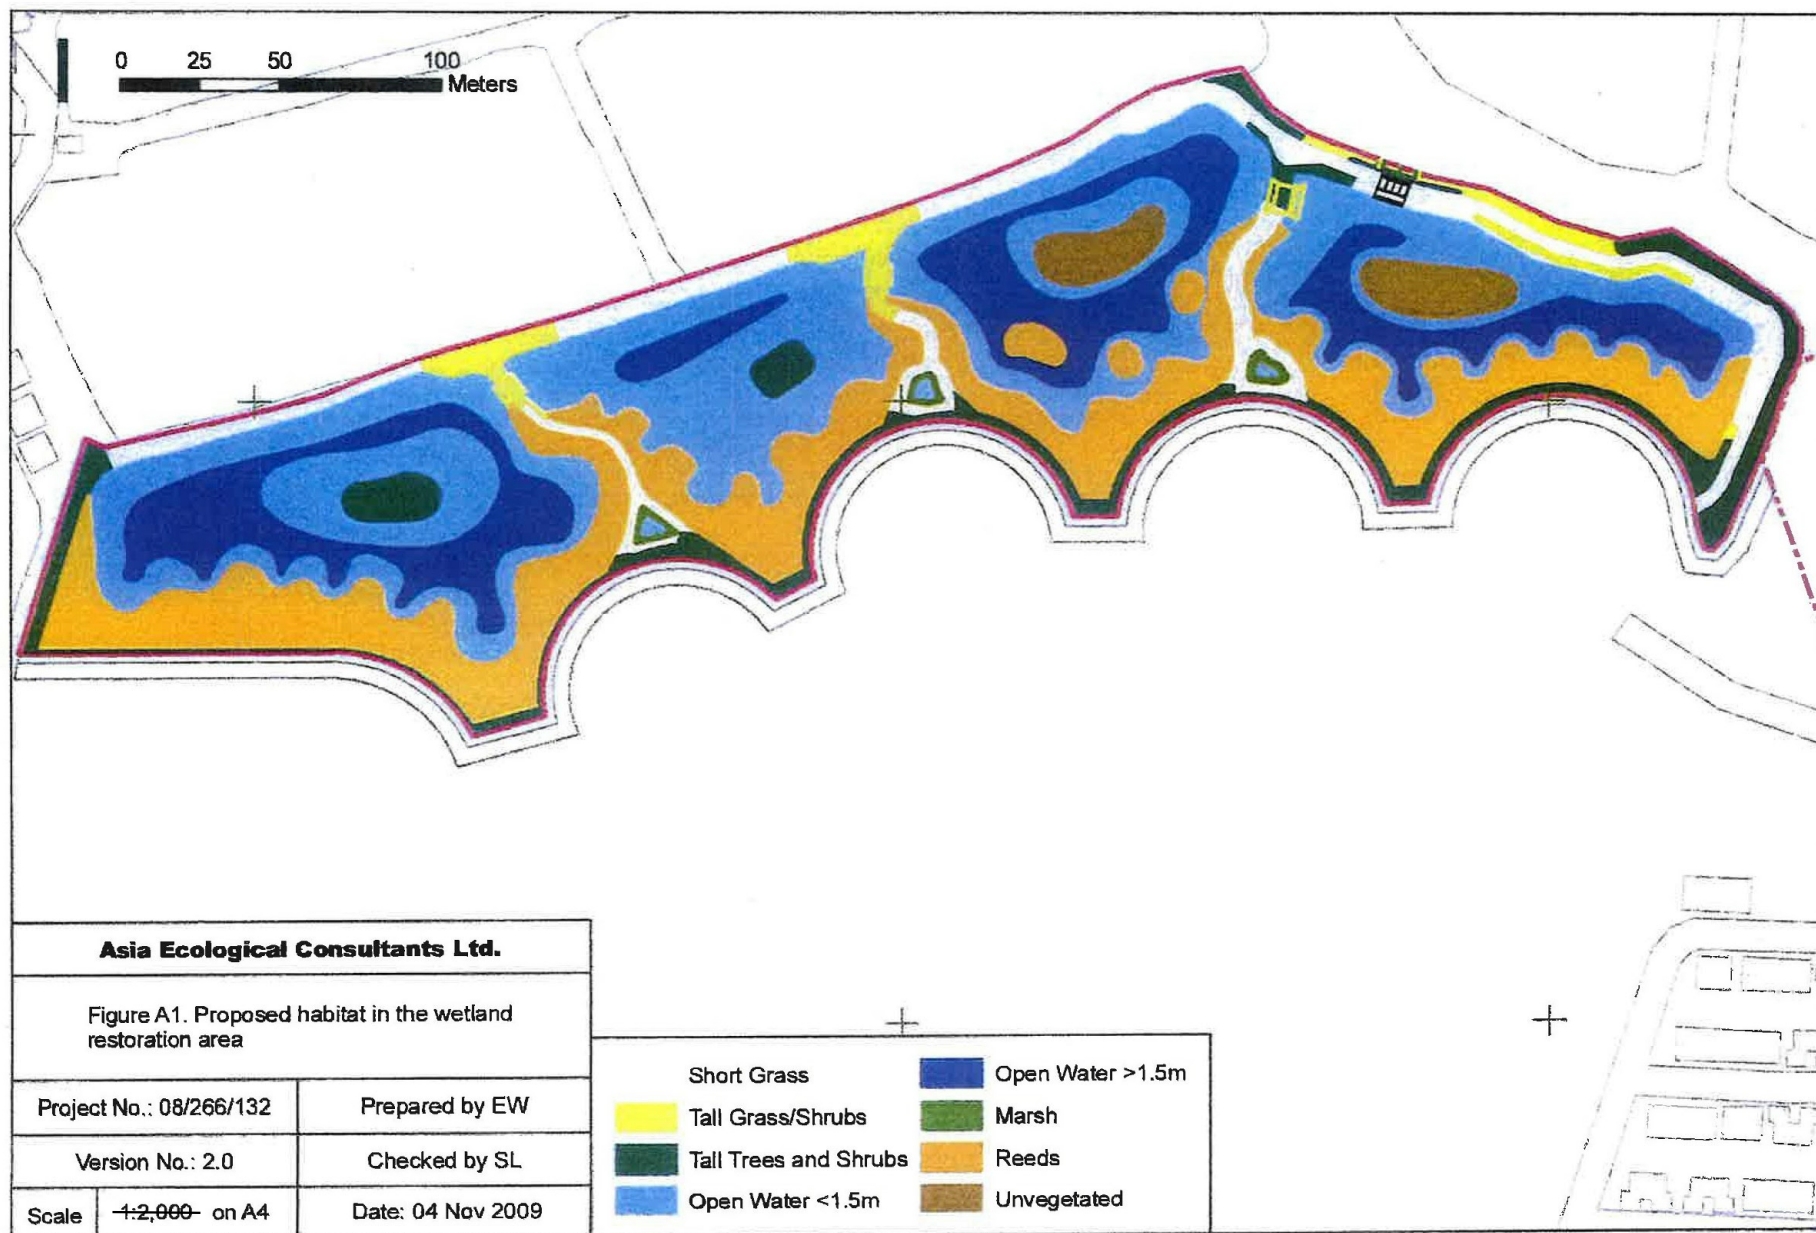 0 25 50 100
Meters
Asia Ecological Consultants Ltd.
Figure A1. Proposed habitat in the wetland
restoration area
Project No.: 08/266/132 Prepared by EW
Version No.: 2.0 Checked by SL
Scale 1:2,000 on A4 Date: 04 Nov 2009
Short Grass
Tall Grass/Shrubs
Tall Trees and Shrubs
Open Water <1.5m
Open Water >1.5m
Marsh
Reeds
Unvegetated